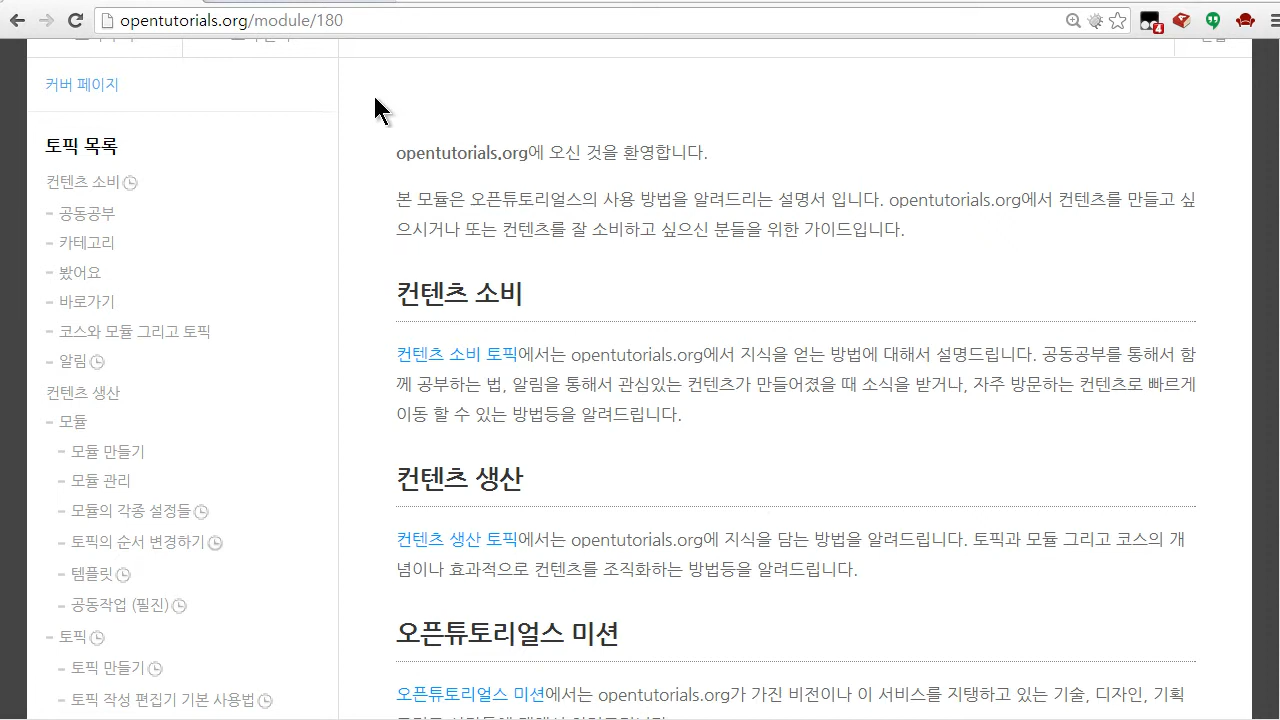 opentutorials.org/module/180
4
커버 페이지
토픽 목록
컨텐츠 소비
- 공동공부
- 카테고리
- 봤어요
- 바로가기
- 코스와 모듈 그리고 토픽
- 알림
컨텐츠 생산
- 모듈
- 모듈 만들기
- 모듈 관리
- 모듈의 각종 설정들
- 토픽의 순서 변경하기
- 템플릿
- 공동작업 (필진)
- 토픽
- 토픽 만들기
- 토픽 작성 편집기 기본 사용법
opentutorials.org에 오신 것을 환영합니다.
본 모듈은 오픈튜토리얼스의 사용 방법을 알려드리는 설명서 입니다. opentutorials.org에서 컨텐츠를 만들고 싶
으시거나 또는 컨텐츠를 잘 소비하고 싶으신 분들을 위한 가이드입니다.
컨텐츠 소비
컨텐츠 소비 토픽에서는 opentutorials.org에서 지식을 얻는 방법에 대해서 설명드립니다. 공동공부를 통해서 함
께 공부하는 법, 알림을 통해서 관심있는 컨텐츠가 만들어졌을 때 소식을 받거나, 자주 방문하는 컨텐츠로 빠르게
이동 할 수 있는 방법등을 알려드립니다.
컨텐츠 생산
컨텐츠 생산 토픽에서는 opentutorials.org에 지식을 담는 방법을 알려드립니다. 토픽과 모듈 그리고 코스의 개
념이나 효과적으로 컨텐츠를 조직화하는 방법등을 알려드립니다.
오픈튜토리얼스 미션
오픈튜토리얼스 미션에서는 opentutorials.org가 가진 비전이나 이 서비스를 지탱하고 있는 기술, 디자인, 기획